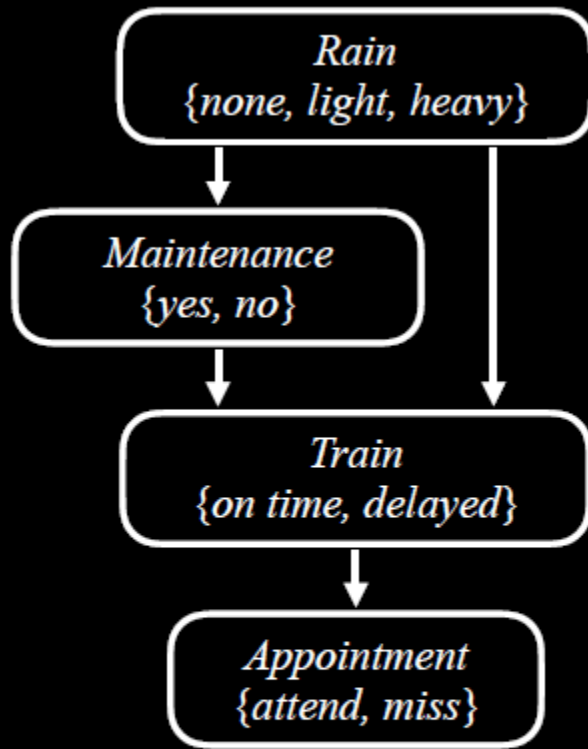 Rain
{none, light, heavy}
Maintenance
{yes, no}
Train
{on time, delayed}
Appointment
{attend, miss}